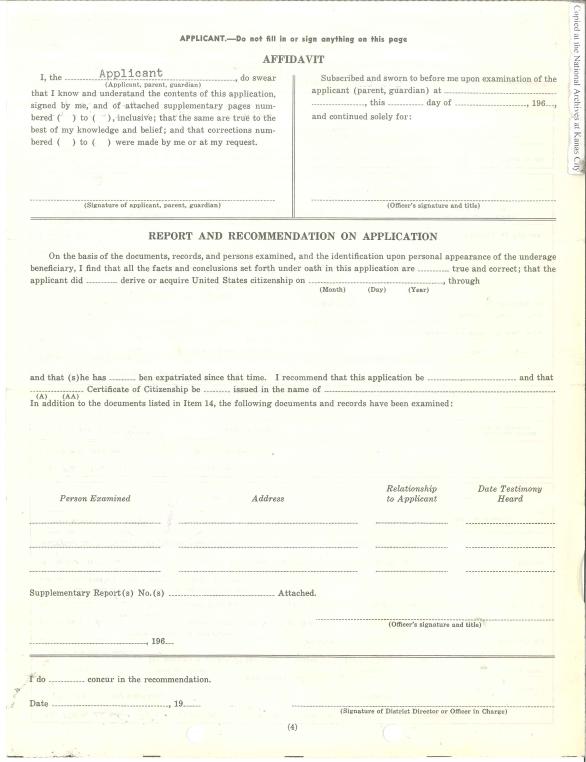 APPLICANT.—Do not fill in or sign anything on this page
AFFIDAVIT
I, the Applicant, do swear
(Applicant, parent, guardian)
that I know and understand the contents of this application,
signed by me, and of attached supplementary pages num-
bered ( ) to ( ), inclusive; that the same are true to the
best of my knowledge and belief; and that corrections num-
bered ( ) to ( ) were made by me or at my request.
(Signature of applicant, parent, guardian)
Subscribed and sworn to before me upon examination of the
applicant (parent, guardian) at
, this day of , 196 ,
and continued solely for:
(Officer's signature and title)
REPORT AND RECOMMENDATION ON APPLICATION
On the basis of the documents, records, and persons examined, and the identification upon personal appearance of the underage
beneficiary, I find that all the facts and conclusions set forth under oath in this application are true and correct; that the
applicant did derive or acquire United States citizenship on , through
(Month) (Day) (Year)
and that (s)he has ben expatriated since that time. I recommend that this application be and that
Certificate of Citizenship be issued in the name of
(A) (AA)
In addition to the documents listed in Item 14, the following documents and records have been examined:
Person Examined Address Relationship to Applicant Date Testimony Heard
Supplementary Report(s) No.(s) Attached.
(Officer's signature and title)
, 196
I do concur in the recommendation.
Date , 19
(Signature of District Director or Officer in Charge)
(4)
Copied at the National Archives at Kansas City